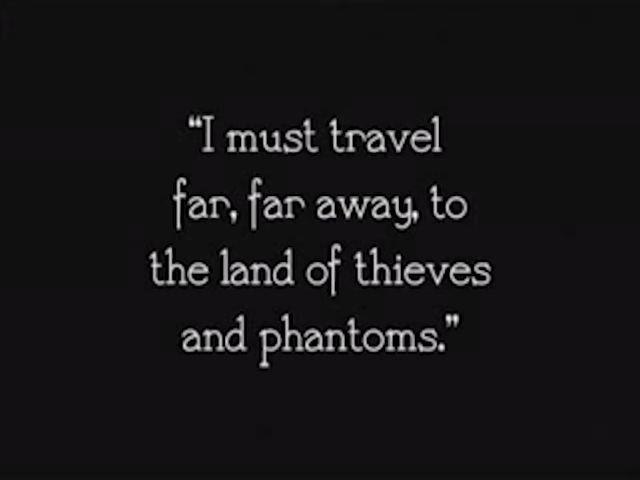 “I must travel
far, far away, to
the land of thieves
and phantoms.”